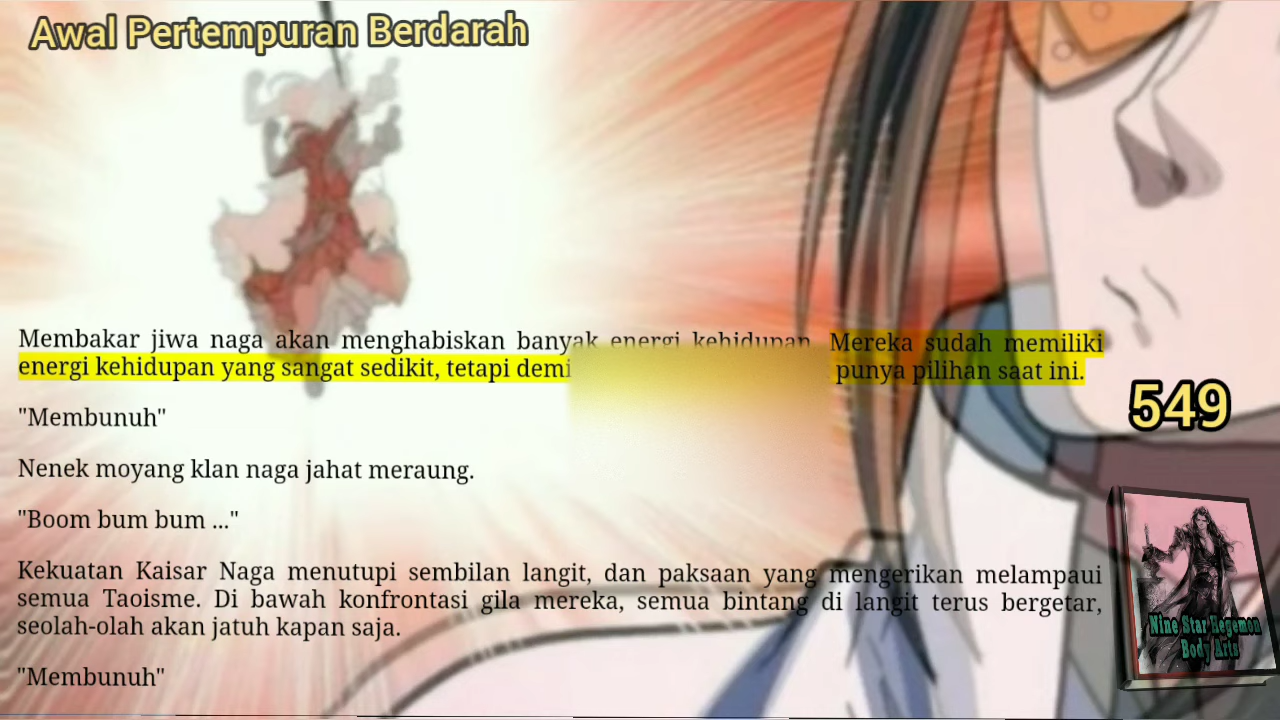 Awal Pertempuran Berdarah
Membakar jiwa naga akan menghabiskan banyak energi kehidupan. Mereka sudah memiliki
energi kehidupan yang sangat sedikit, tetapi demi punya pilihan saat ini.
"Membunuh"
Nenek moyang klan naga jahat meraung.
"Boom bum bum ..."
Kekuatan Kaisar Naga menutupi sembilan langit, dan paksaan yang mengerikan melampaui
semua Taoisme. Di bawah konfrontasi gila mereka, semua bintang di langit terus bergetar,
seolah-olah akan jatuh kapan saja.
"Membunuh"
549
Nine Star Hegemon
Body Arts